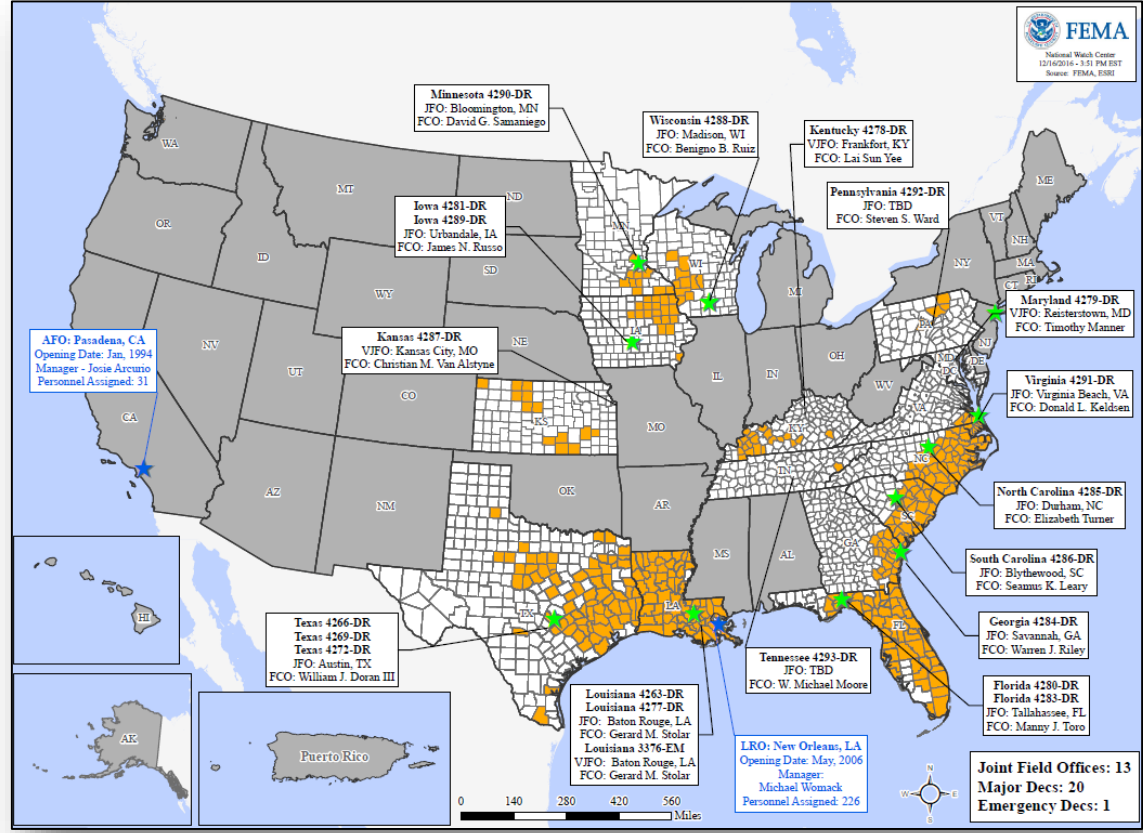 FEMA
National Watch Center
12/16/2016 - 3:51 PM EST
Source: FEMA, ESRI
Minnesota 4290-DR
JFO: Bloomington, MN
FCO: David G. Samaniego
Wisconsin 4288-DR
JFO: Madison, WI
FCO: Benigno B. Ruiz
Kentucky 4278-DR
VJFO: Frankfort, KY
FCO: Lai Sun Yee
Pennsylvania 4292-DR
JFO: TBD
FCO: Steven S. Ward
Iowa 4281-DR
Iowa 4289-DR
JFO: Urbandale, IA
FCO: James N. Russo
Maryland 4279-DR
VJFO: Reisterstown, MD
FCO: Timothy Manner
AFO: Pasadena, CA
Opening Date: Jan, 1994
Manager - Josie Arcurio
Personnel Assigned: 31
Kansas 4287-DR
VJFO: Kansas City, MO
FCO: Christian M. Van Alstyne
Virginia 4291-DR
JFO: Virginia Beach, VA
FCO: Donald L. Keldsen
North Carolina 4285-DR
JFO: Durham, NC
FCO: Elizabeth Turner
South Carolina 4286-DR
JFO: Blythewood, SC
FCO: Seamus K. Leary
Georgia 4284-DR
JFO: Savannah, GA
FCO: Warren J. Riley
Texas 4266-DR
Texas 4269-DR
Texas 4272-DR
JFO: Austin, TX
FCO: William J. Doran III
Tennessee 4293-DR
JFO: TBD
FCO: W. Michael Moore
Florida 4280-DR
Florida 4283-DR
JFO: Tallahassee, FL
FCO: Manny J. Toro
Louisiana 4263-DR
Louisiana 4277-DR
JFO: Baton Rouge, LA
FCO: Gerard M. Stolar
Louisiana 3376-EM
VJFO: Baton Rouge, LA
FCO: Gerard M. Stolar
LRO: New Orleans, LA
Opening Date: May, 2006
Manager:
Michael Womack
Personnel Assigned: 226
Joint Field Offices: 13
Major Decs: 20
Emergency Decs: 1
WA
OR
CA
NV
ID
MT
WY
UT
AZ
CO
NM
ND
SD
NE
KS
OK
TX
MN
IA
MO
AR
LA
WI
IL
IN
MI
OH
KY
TN
MS
AL
GA
FL
SC
NC
VA
WV
MD
DC
DE
NJ
PA
NY
CT
RI
MA
VT
NH
ME
HI
AK
Puerto Rico
N
W
E
S
0
140
280
420
560
Miles